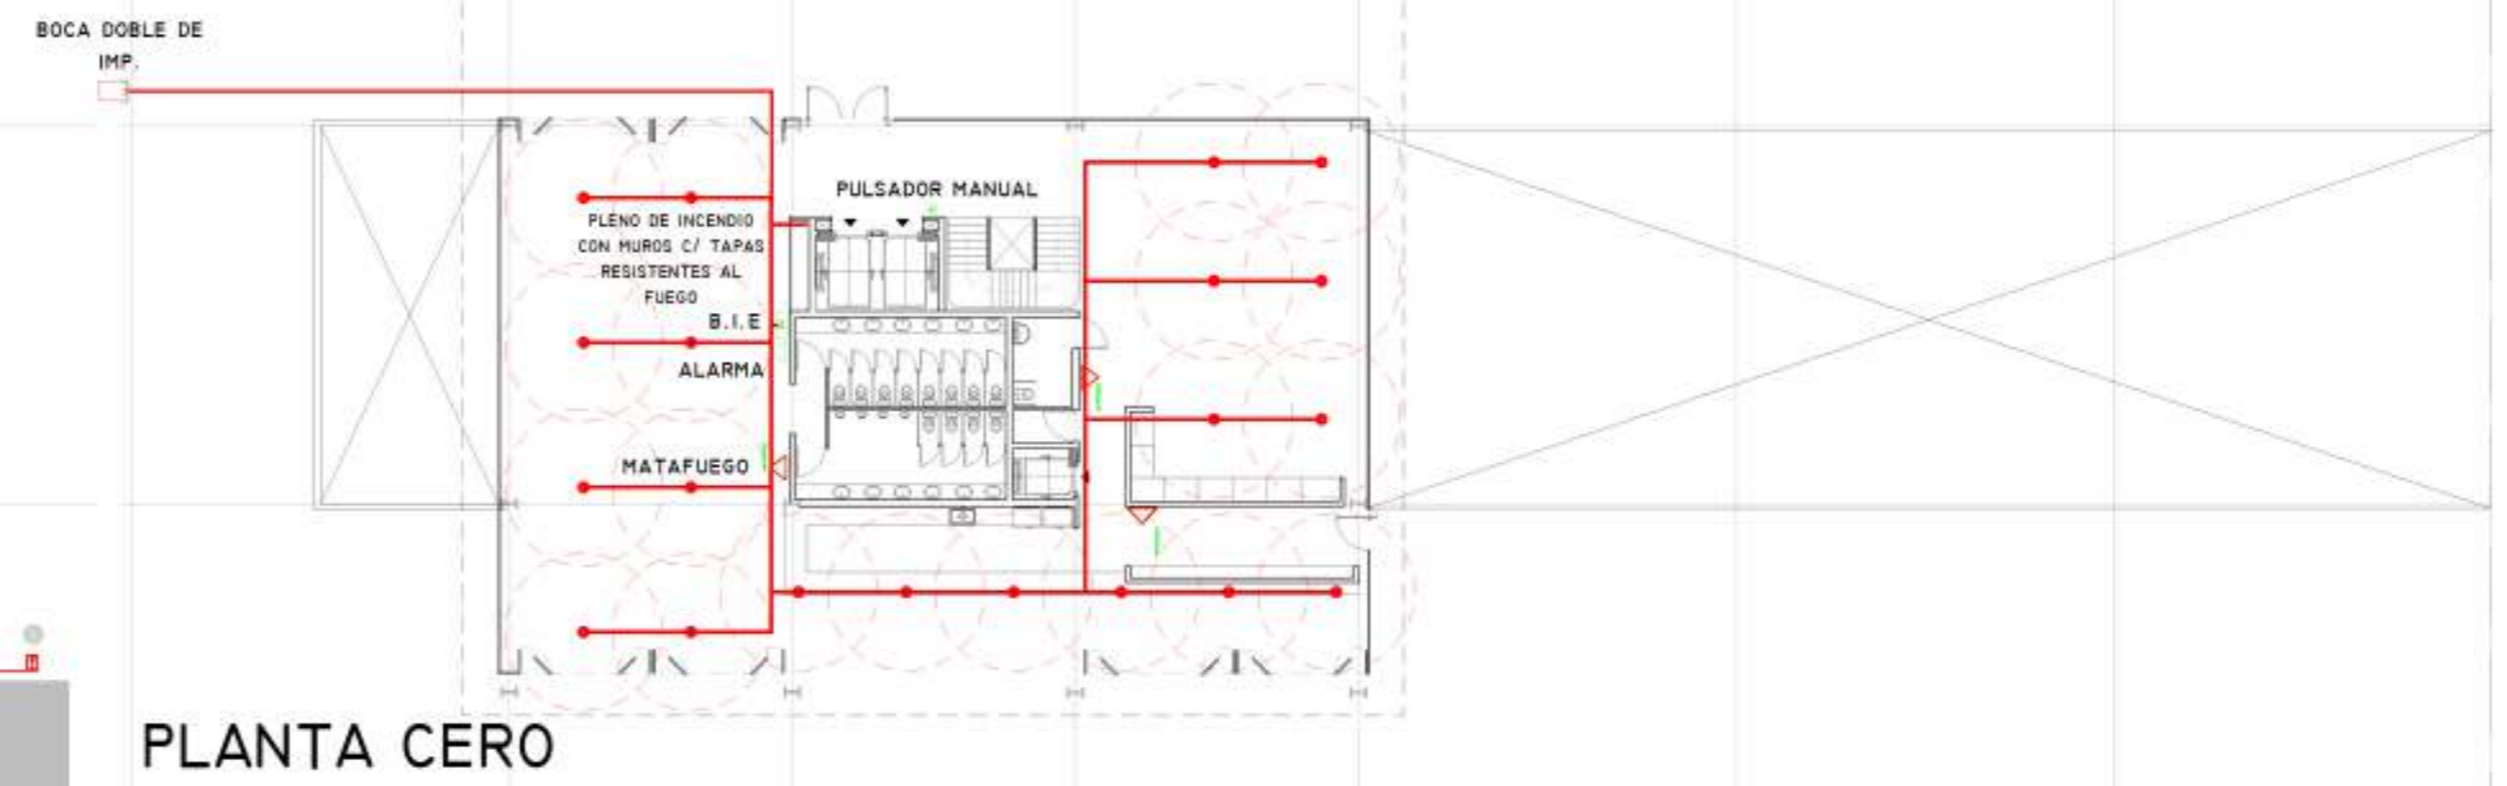 BOCA DOBLE DE
IMP.
PULSADOR MANUAL
PLENO DE INCENDIO
CON MUROS C/ TAPAS
RESISTENTES AL
FUEGO
B.I.E
ALARMA
MATAFUEGO
PLANTA CERO